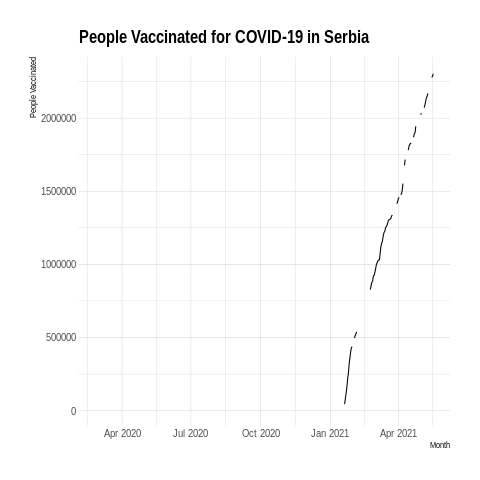 People Vaccinated for COVID-19 in Serbia
People Vaccinated
2000000
1500000
1000000
500000
0
Apr 2020 Jul 2020 Oct 2020 Jan 2021 Apr 2021
Month